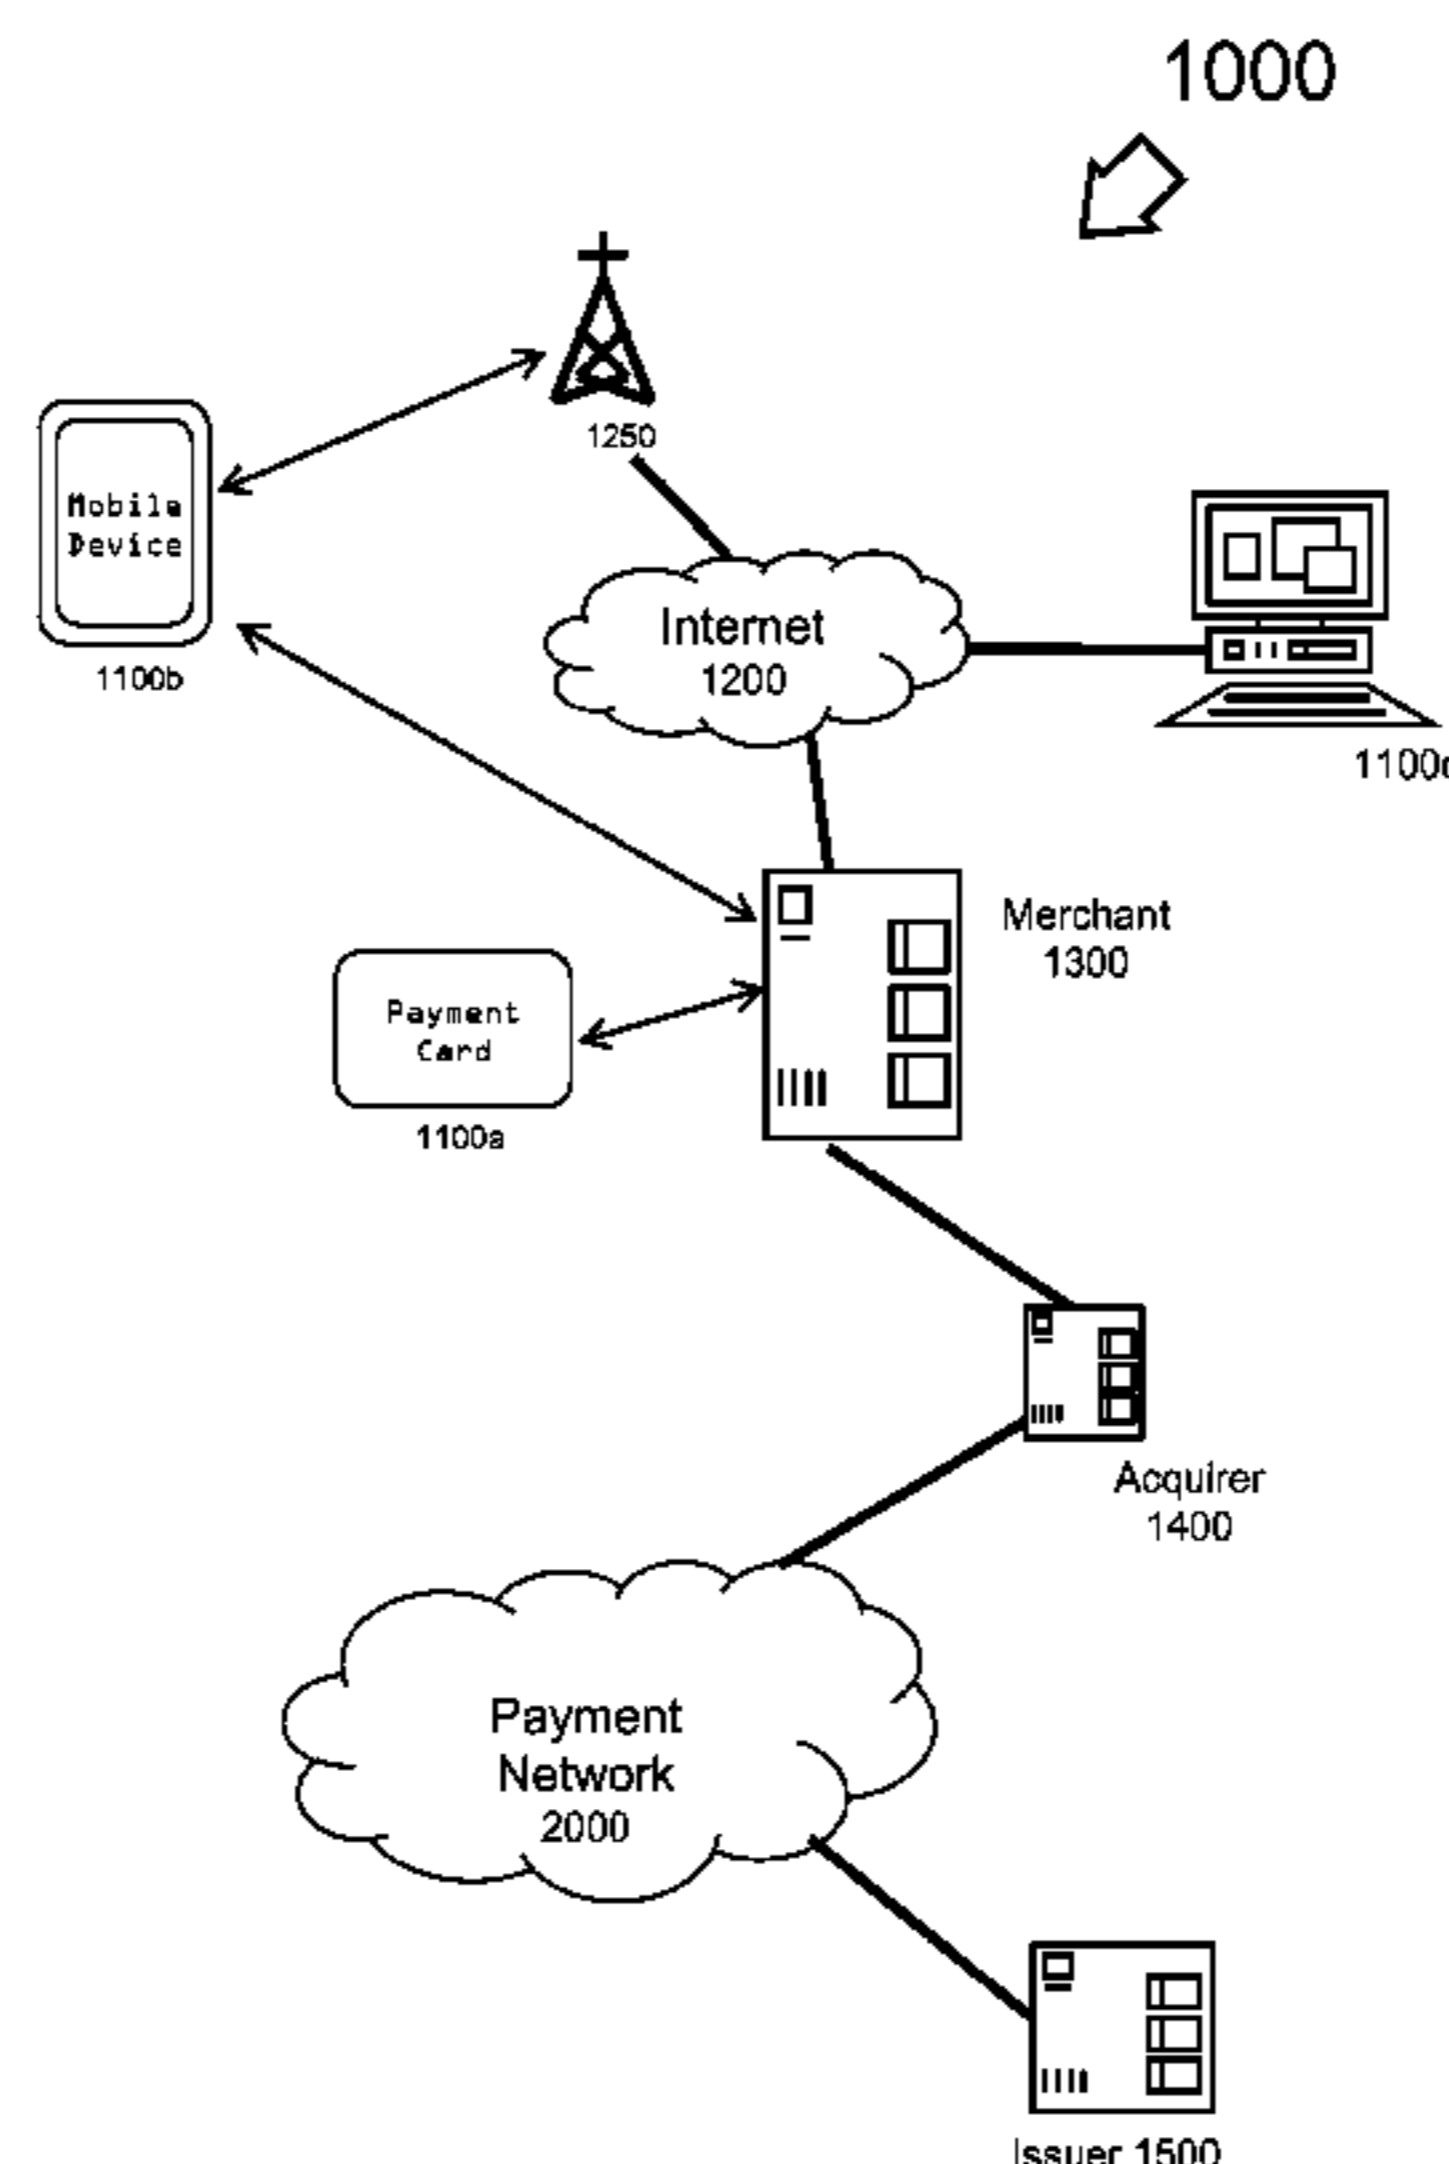 1000
1250
Mobile
Device
1100b
Internet
1200
Merchant
1300
Payment
Card
1100a
Acquirer
1400
Payment
Network
2000
Issuer 1500